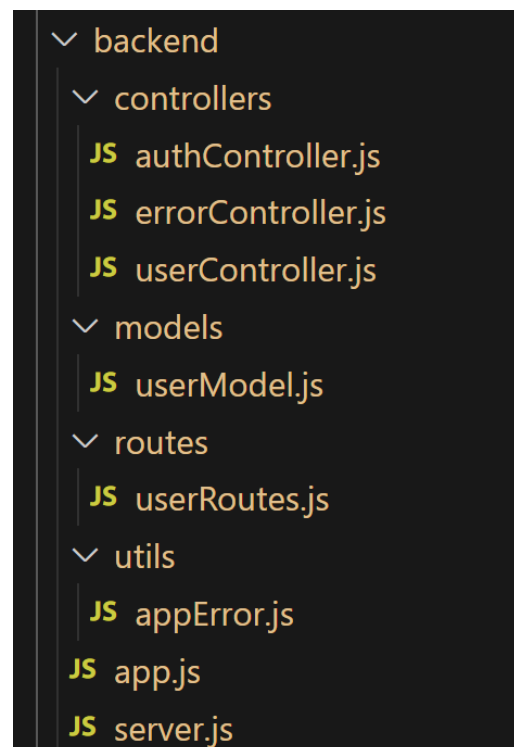 backend
controllers
JS authController.js
JS errorController.js
JS userController.js
models
JS userModel.js
routes
JS userRoutes.js
utils
JS appError.js
JS app.js
JS server.js